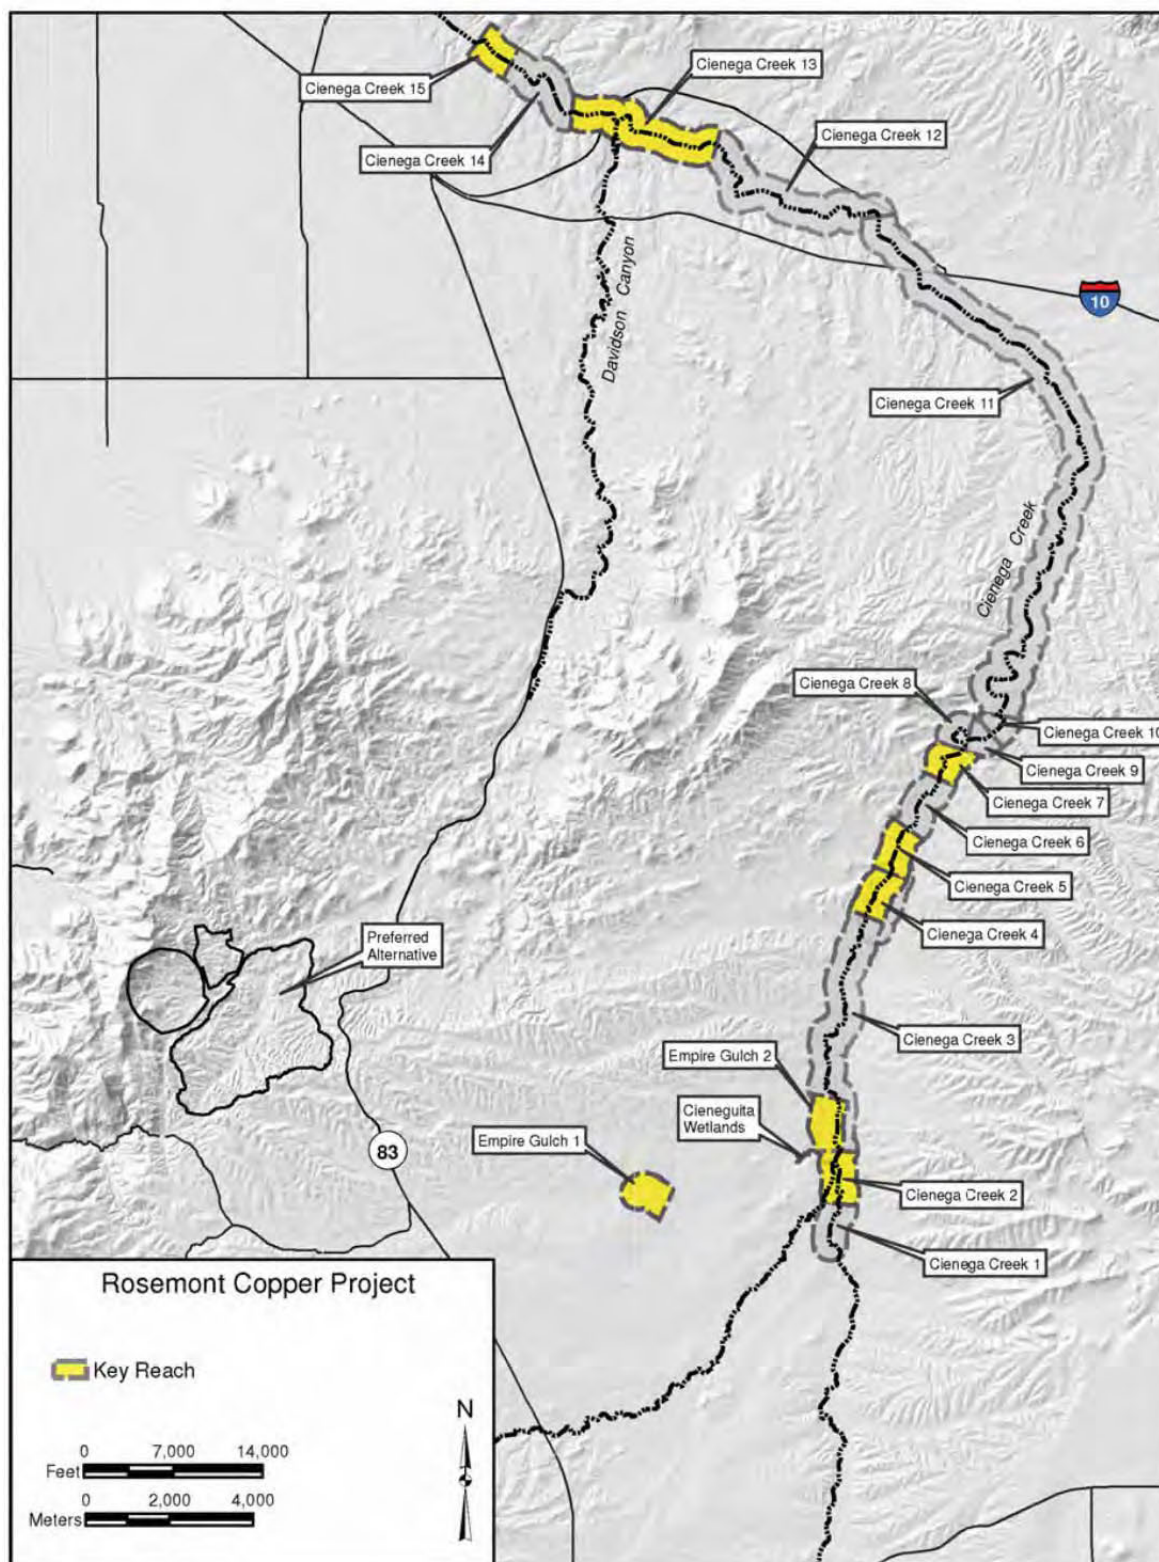 Cienega Creek 13
Cienega Creek 15
Cienega Creek 12
Cienega Creek 14
Davidson Canyon
10
Cienega Creek 11
Cienega Creek
Cienega Creek 8
Cienega Creek 10
Cienega Creek 9
Cienega Creek 7
Cienega Creek 6
Cienega Creek 5
Preferred
Alternative
Cienega Creek 4
Cienega Creek 3
Empire Gulch 2
Cieneguita
Wetlands
Empire Gulch 1
83
Cienega Creek 2
Cienega Creek 1
Rosemont Copper Project
Key Reach
N
0 7,000 14,000
Feet
0 2,000 4,000
Meters